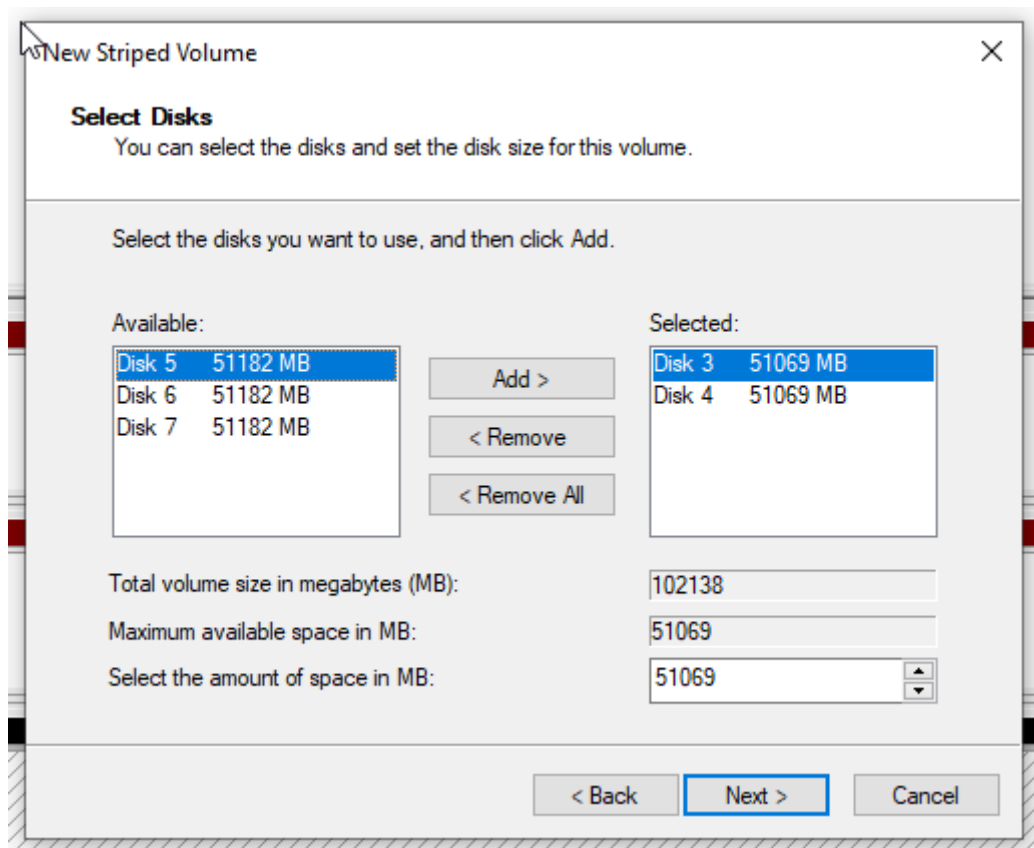 New Striped Volume
Select Disks
You can select the disks and set the disk size for this volume.
Select the disks you want to use, and then click Add.
Available:
Disk 5 51182 MB
Disk 6 51182 MB
Disk 7 51182 MB
Add >
< Remove
< Remove All
Selected:
Disk 3 51069 MB
Disk 4 51069 MB
Total volume size in megabytes (MB): 102138
Maximum available space in MB: 51069
Select the amount of space in MB: 51069
< Back Next > Cancel